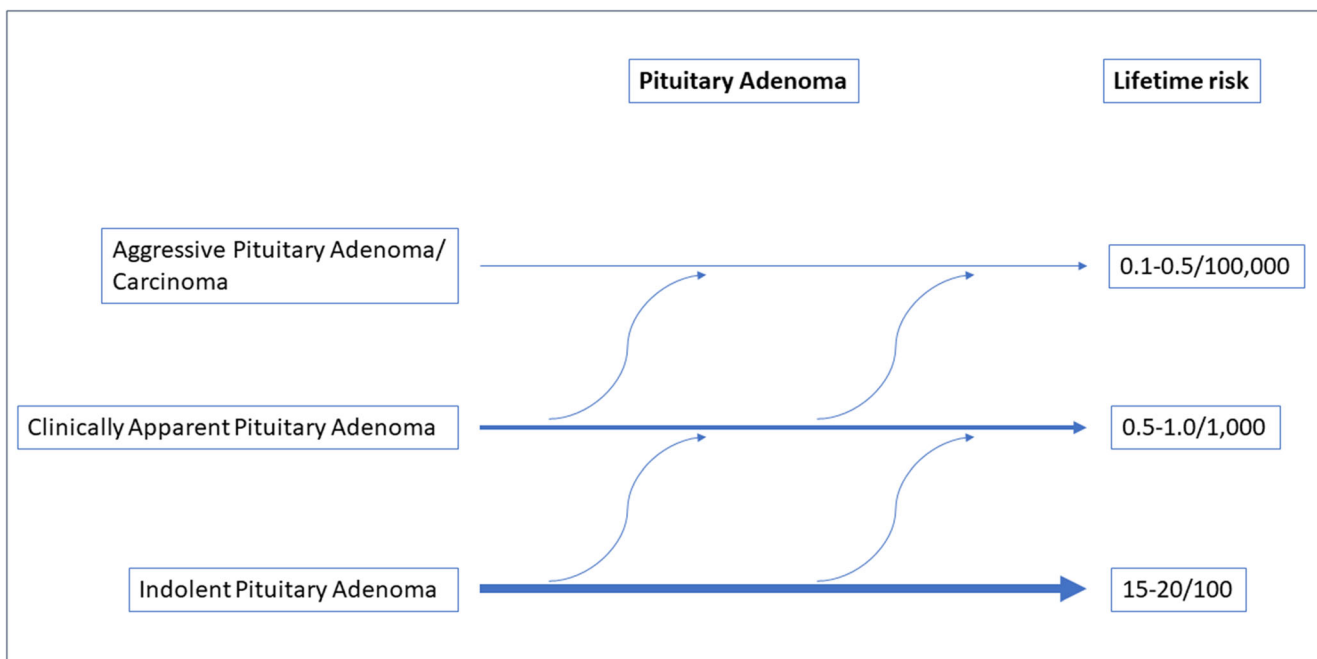 Pituitary Adenoma
Lifetime risk
Aggressive Pituitary Adenoma/
Carcinoma
0.1-0.5/100,000
Clinically Apparent Pituitary Adenoma
0.5-1.0/1,000
Indolent Pituitary Adenoma
15-20/100